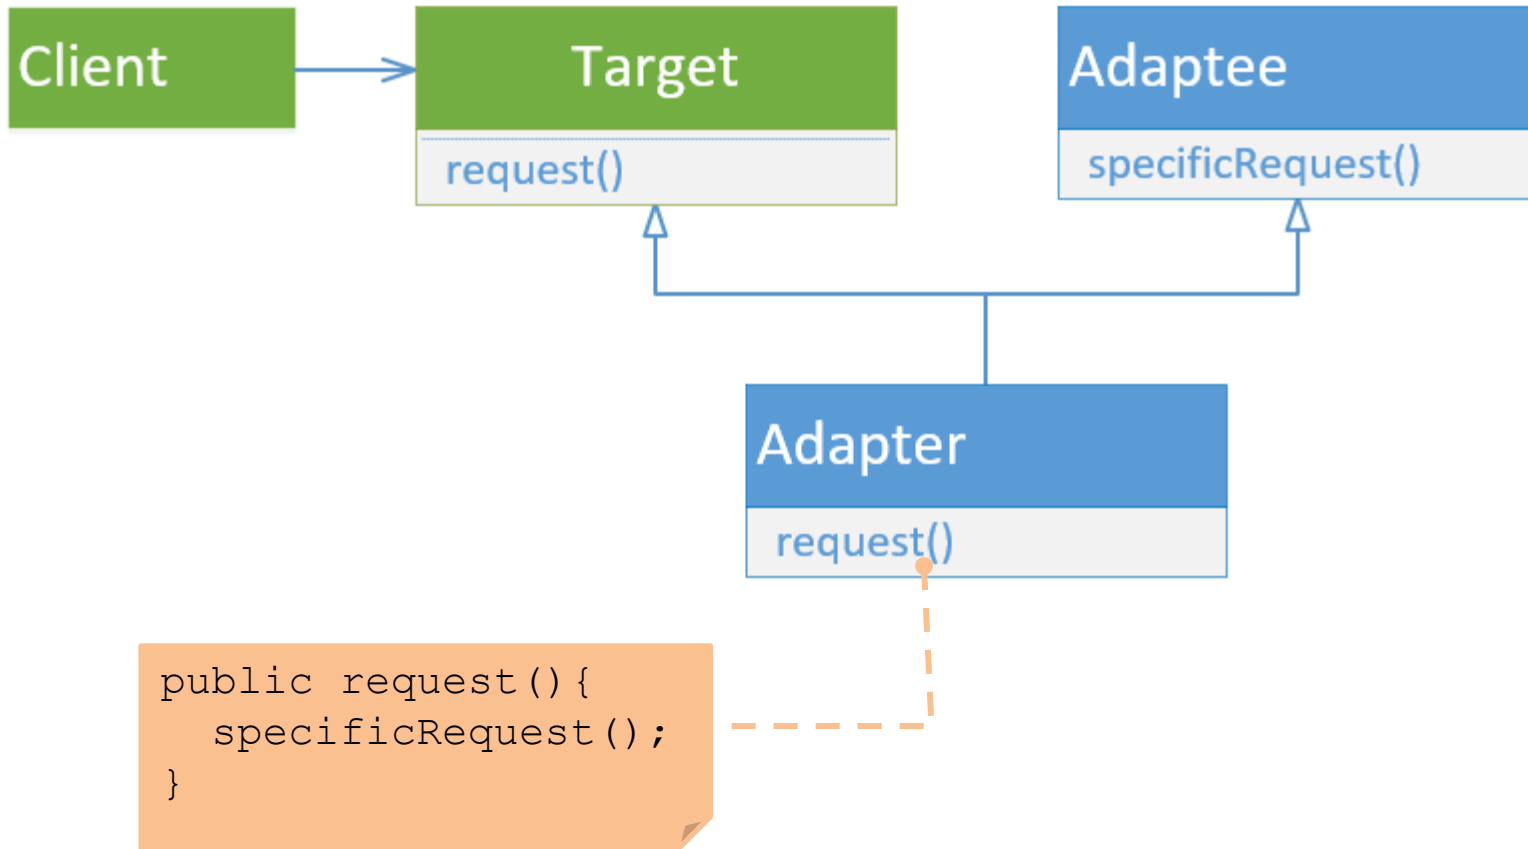 Client
Target
request()
Adaptee
specificRequest()
Adapter
request()
public request(){
  specificRequest();
}